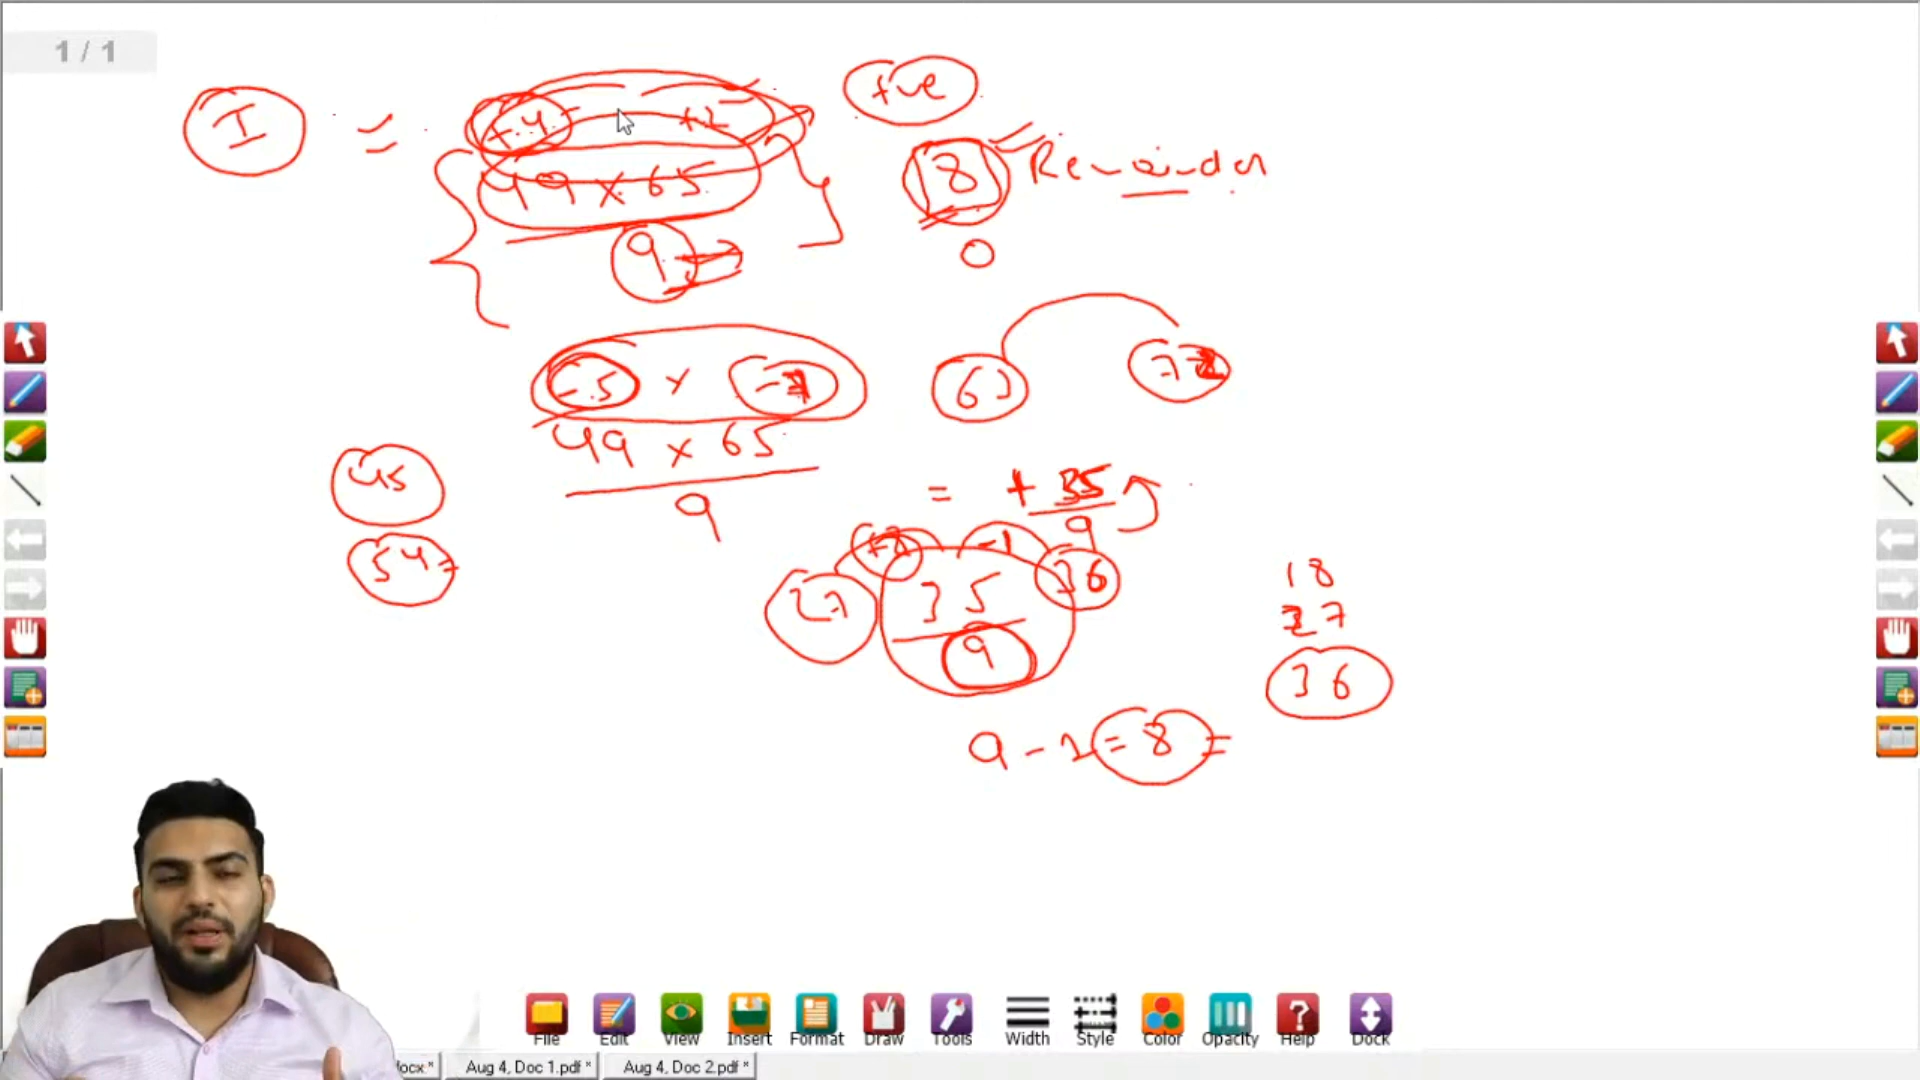 1 / 1
I = +4 +2 +ve
49 x 65 8 Remainder
9 0
-5 x -7 63 72
49 x 65
9
45
54
= + 35
9
+8 -1
27 35 36
9
18
27
36
9 - 1 = 8 =
File Edit View Insert Format Draw Tools Width Style Color Opacity Help Dock
docx * Aug 4, Doc 1.pdf * Aug 4, Doc 2.pdf *